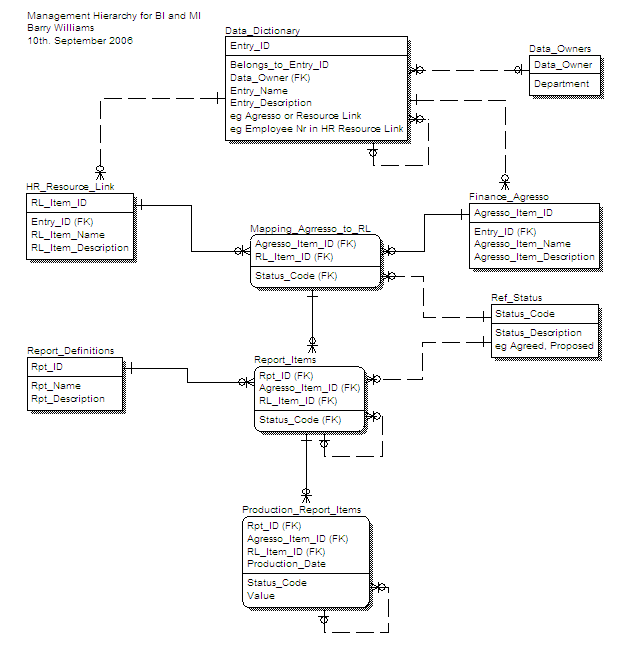 Management Hierarchy for BI and MI
Barry Williams
10th. September 2006
Data_Dictionary
Entry_ID
Belongs_to_Entry_ID
Data_Owner (FK)
Entry_Name
Entry_Description
eg Agresso or Resource Link
eg Employee Nr in HR Resource Link
Data_Owners
Data_Owner
Department
HR_Resource_Link
RL_Item_ID
Entry_ID (FK)
RL_Item_Name
RL_Item_Description
Finance_Agresso
Agresso_Item_ID
Entry_ID (FK)
Agresso_Item_Name
Agresso_Item_Description
Mapping_Agresso_to_RL
Agresso_Item_ID (FK)
RL_Item_ID (FK)
Status_Code (FK)
Ref_Status
Status_Code
Status_Description
eg Agreed, Proposed
Report_Definitions
Rpt_ID
Rpt_Name
Rpt_Description
Report_Items
Rpt_ID (FK)
Agresso_Item_ID (FK)
RL_Item_ID (FK)
Status_Code (FK)
Production_Report_Items
Rpt_ID (FK)
Agresso_Item_ID (FK)
RL_Item_ID (FK)
Production_Date
Status_Code
Value